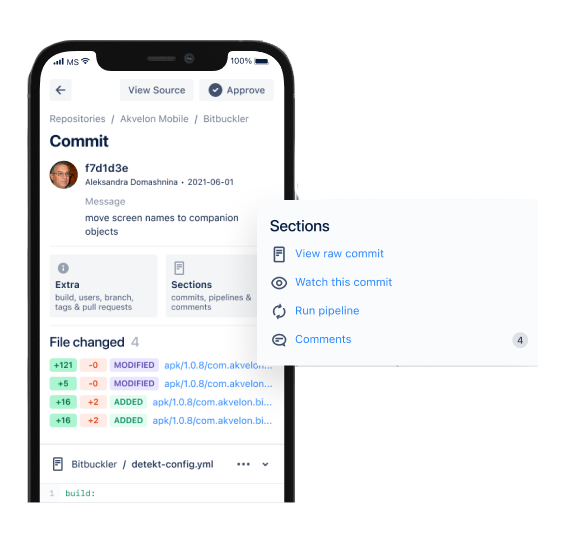 MS 100%
View Source Approve
Repositories / Akvelon Mobile / Bitbuckler
Commit
f7d1d3e
Aleksandra Domashnina • 2021-06-01
Message
move screen names to companion
objects
Extra
build, users, branch,
tags & pull requests
Sections
commits, pipelines &
comments
Sections
View raw commit
Watch this commit
Run pipeline
Comments 4
File changed 4
+121 -0 MODIFIED apk/1.0.8/com.akvelon...
+5 -0 MODIFIED apk/1.0.8/com.akvelon...
+16 +2 ADDED apk/1.0.8/com.akvelon.bi...
+16 +2 ADDED apk/1.0.8/com.akvelon.bi...
Bitbuckler / detekt-config.yml ...
1 build: